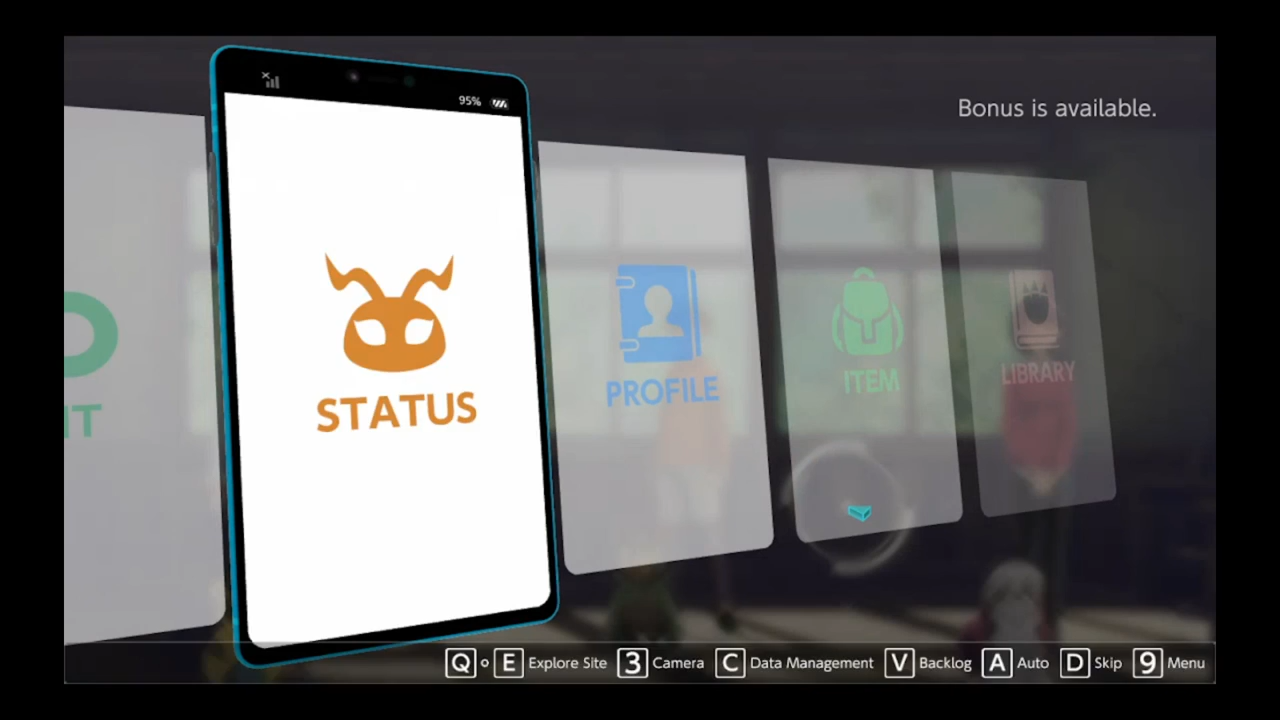 95%
Bonus is available.
STATUS
PROFILE
ITEM
LIBRARY
IT
Q o E Explore Site 3 Camera C Data Management V Backlog A Auto D Skip 9 Menu